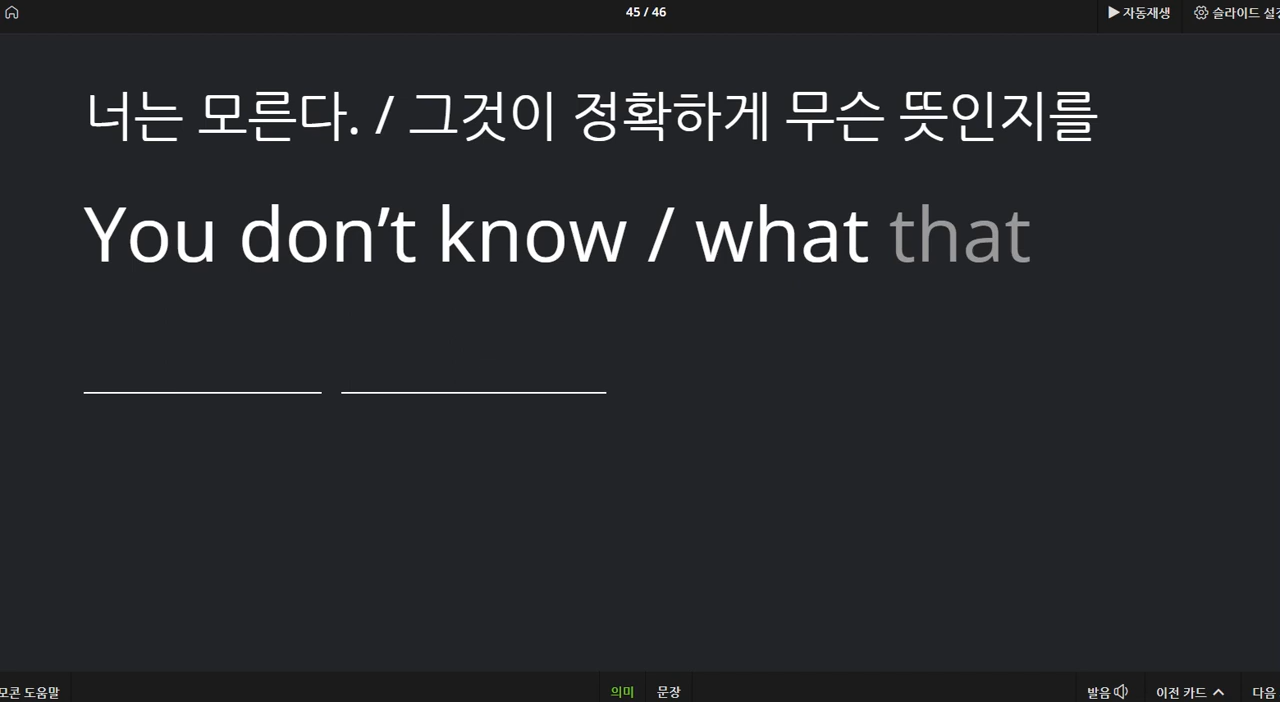 45 / 46
▶ 자동재생
슬라이드 설정
너는 모른다. / 그것이 정확하게 무슨 뜻인지를
You don’t know / what that
모콘 도움말
의미
문장
발음
이전 카드
다음